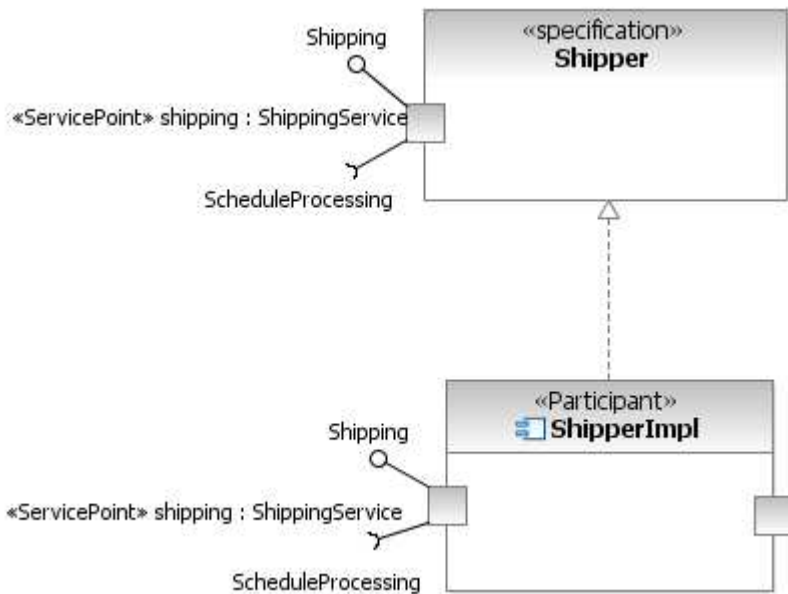 «specification»
Shipper
Shipping
«ServicePoint» shipping : ShippingService
ScheduleProcessing
«Participant»
ShipperImpl
Shipping
«ServicePoint» shipping : ShippingService
ScheduleProcessing